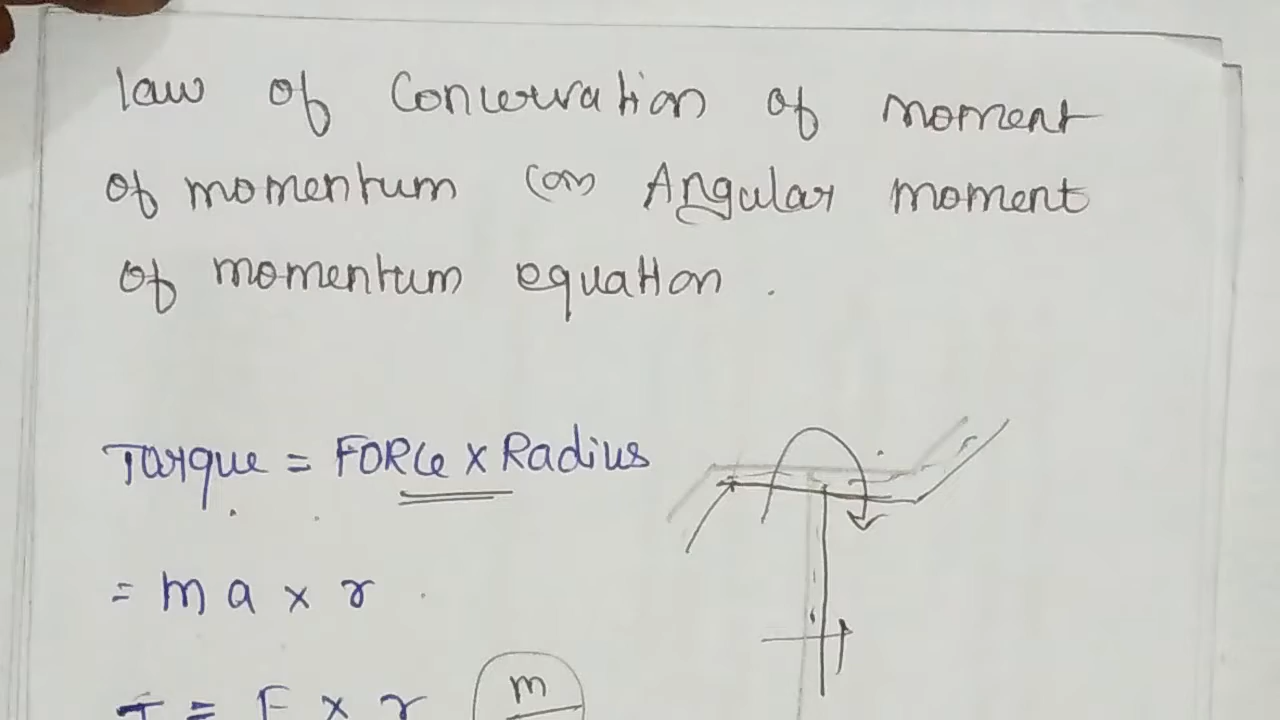 law of Conservation of moment
of momentum (or) Angular moment
of momentum equation.
Torque = FORCe x Radius
= m a x r
T = F x r
m